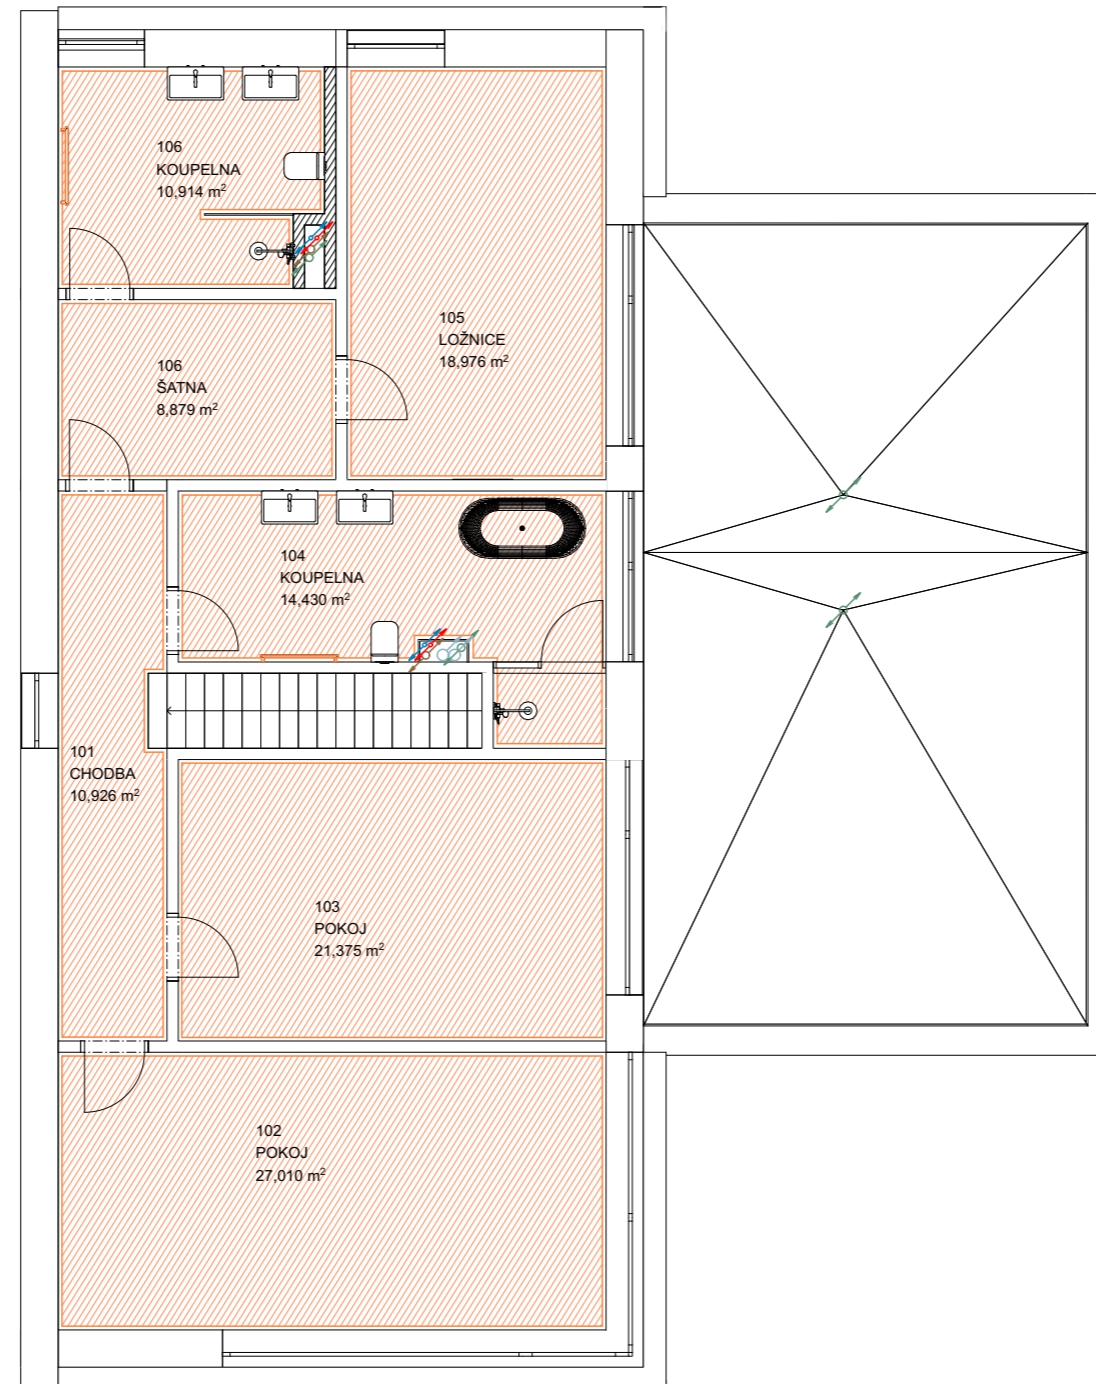 106
KOUPELNA
10,914 m²
105
LOŽNICE
18,976 m²
106
ŠATNA
8,879 m²
104
KOUPELNA
14,430 m²
101
CHODBA
10,926 m²
103
POKOJ
21,375 m²
102
POKOJ
27,010 m²